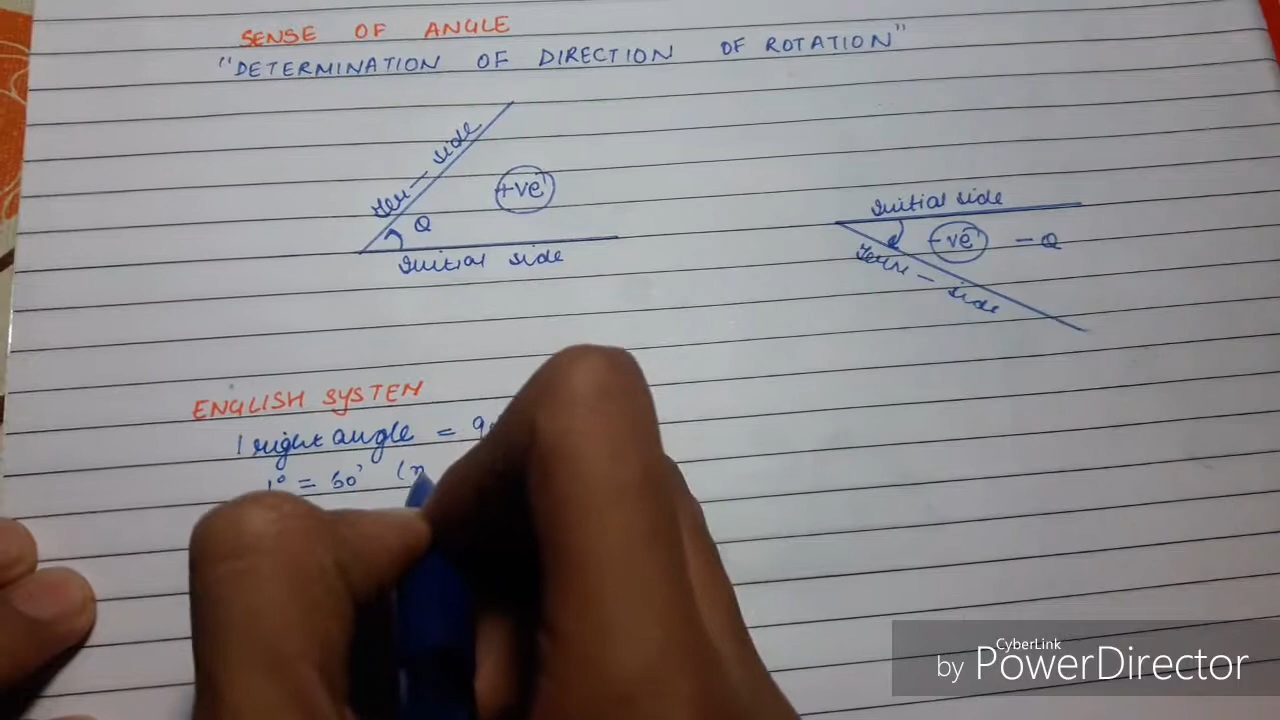 SENSE OF ANGLE
"DETERMINATION OF DIRECTION OF ROTATION"
Ter - side
+ve
Q
Initial side
Initial side
-ve - Q
Term - side
ENGLISH SYSTEM
1 right angle =
1° = 60'
CyberLink
by PowerDirector